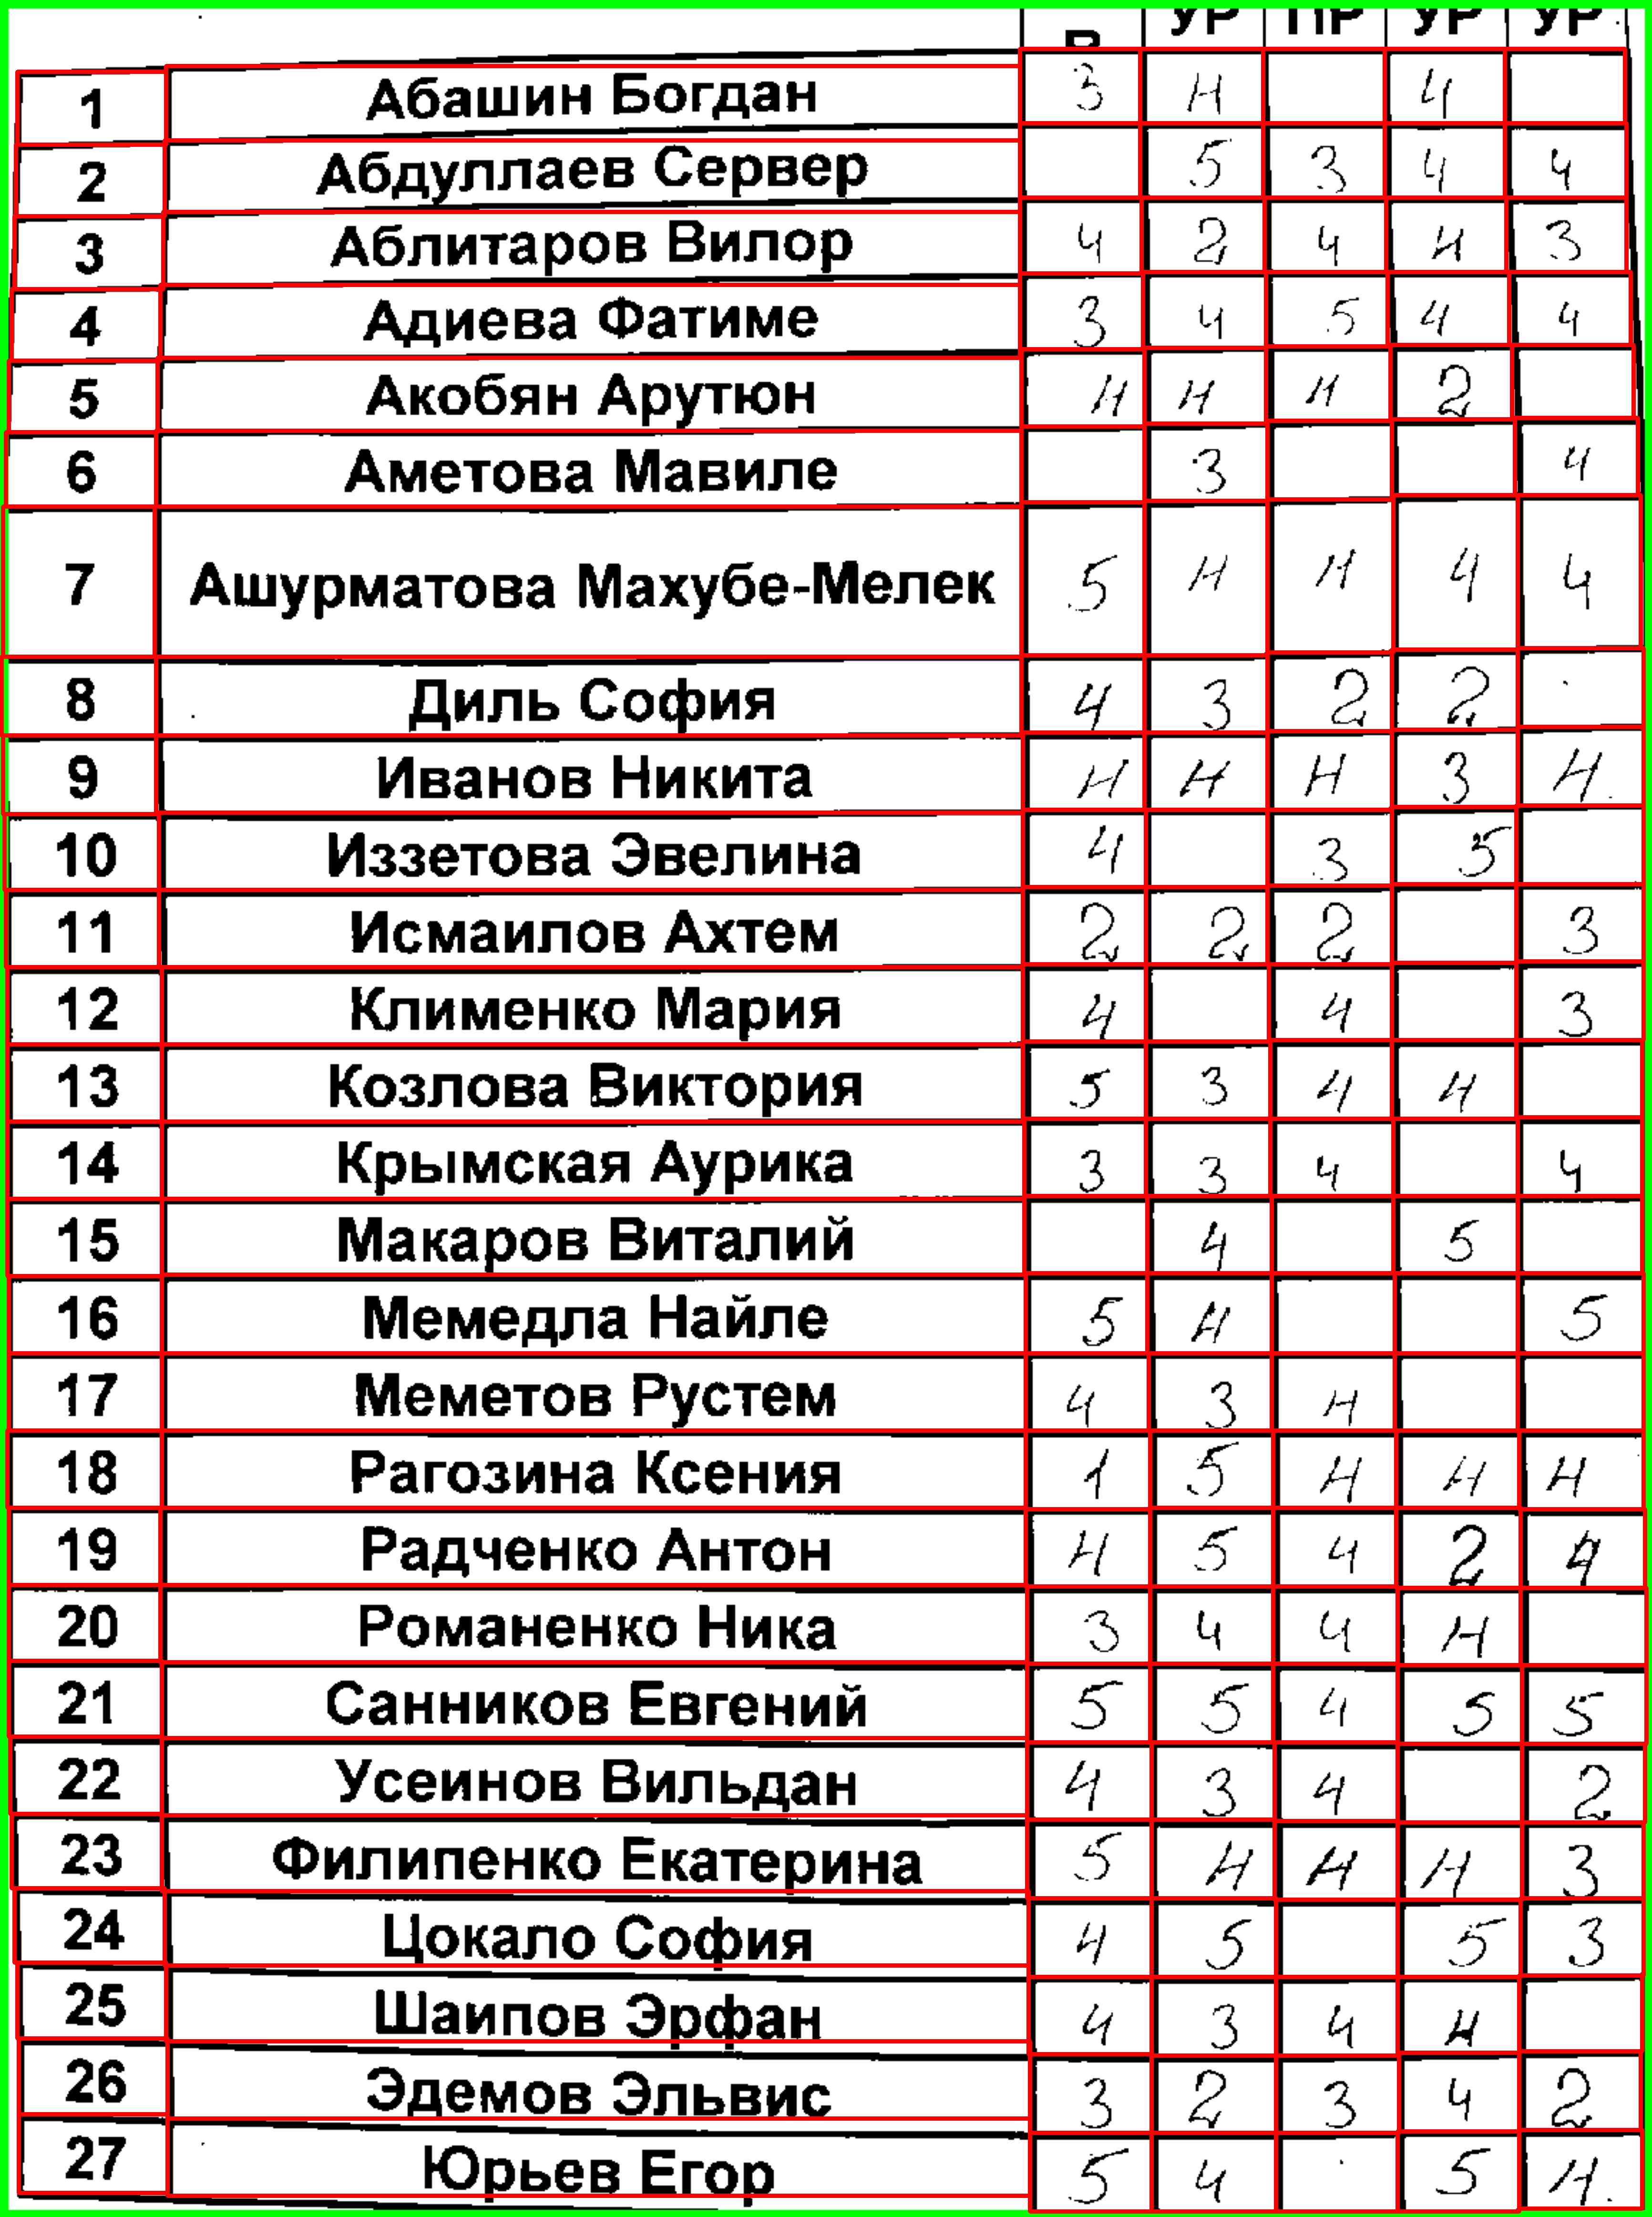 В УР ПР УР УР
1 Абашин Богдан 3 Н 4
2 Абдуллаев Сервер 5 3 4 4
3 Аблитаров Вилор 4 2 4 Н 3
4 Адиева Фатиме 3 4 5 4 4
5 Акобян Арутюн Н Н Н 2
6 Аметова Мавиле 3 4
7 Ашурматова Махубе-Мелек 5 Н Н 4 4
8 Диль София 4 3 2 2
9 Иванов Никита Н Н Н 3 Н
10 Иззетова Эвелина 4 3 5
11 Исмаилов Ахтем 2 2 2 3
12 Клименко Мария 4 4 3
13 Козлова Виктория 5 3 4 Н
14 Крымская Аурика 3 3 4 4
15 Макаров Виталий 4 5
16 Мемедла Найле 5 Н 5
17 Меметов Рустем 4 3 Н
18 Рагозина Ксения 1 5 Н Н Н
19 Радченко Антон Н 5 4 2 4
20 Романенко Ника 3 4 4 Н
21 Санников Евгений 5 5 4 5 5
22 Усеинов Вильдан 4 3 4 2
23 Филипенко Екатерина 5 Н Н Н 3
24 Цокало София 4 5 5 3
25 Шаипов Эрфан 4 3 4 Н
26 Эдемов Эльвис 3 2 3 4 2
27 Юрьев Егор 5 4 5 Н